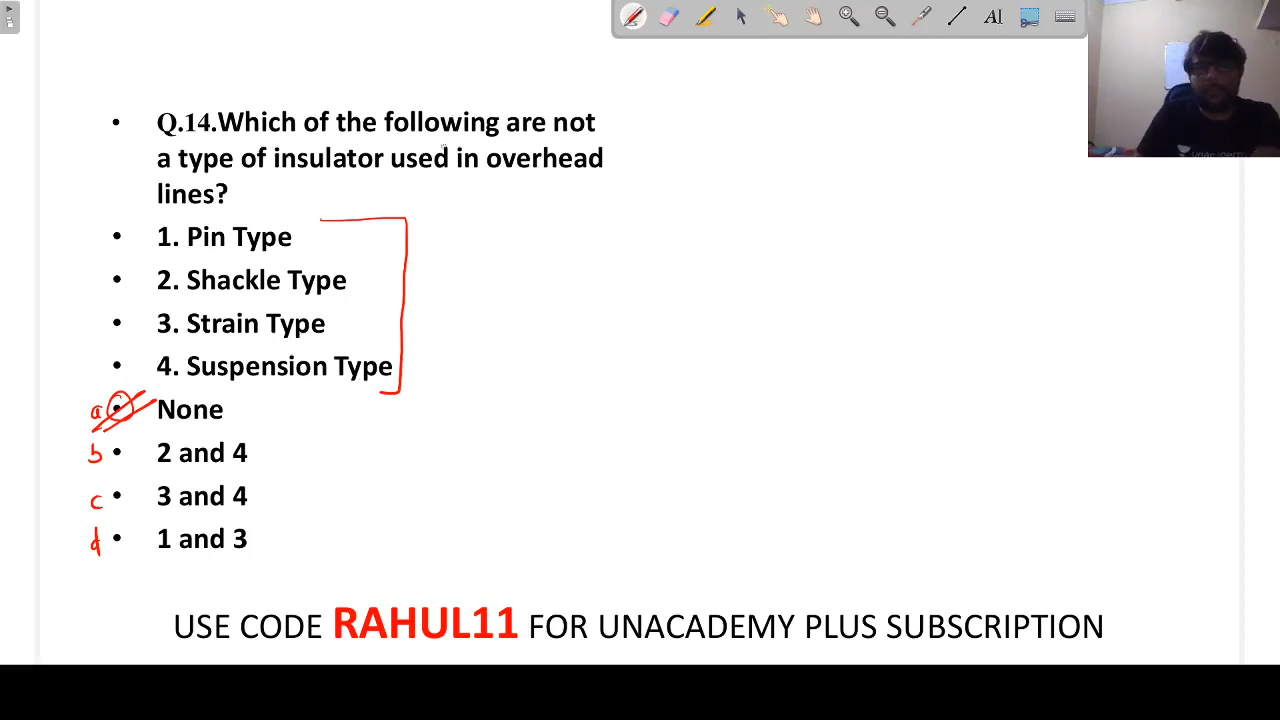 • Q.14.Which of the following are not
a type of insulator used in overhead
lines?
• 1. Pin Type
• 2. Shackle Type
• 3. Strain Type
• 4. Suspension Type
a • None
b • 2 and 4
c • 3 and 4
d • 1 and 3
USE CODE RAHUL11 FOR UNACADEMY PLUS SUBSCRIPTION